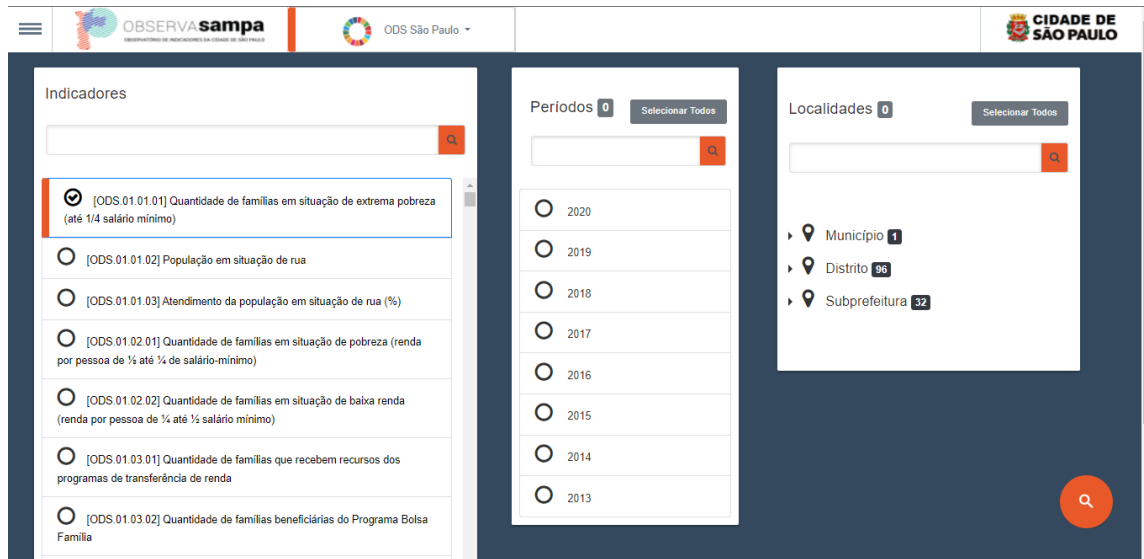 OBSERVAsampa
OBSERVATÓRIO DE INDICADORES DA CIDADE DE SÃO PAULO
ODS São Paulo
CIDADE DE
SÃO PAULO
Indicadores
[ODS.01.01.01] Quantidade de famílias em situação de extrema pobreza
(até 1/4 salário mínimo)
[ODS.01.01.02] População em situação de rua
[ODS.01.01.03] Atendimento da população em situação de rua (%)
[ODS.01.02.01] Quantidade de famílias em situação de pobreza (renda
por pessoa de ⅛ até ¼ de salário-mínimo)
[ODS.01.02.02] Quantidade de famílias em situação de baixa renda
(renda por pessoa de ¼ até ½ salário mínimo)
[ODS.01.03.01] Quantidade de famílias que recebem recursos dos
programas de transferência de renda
[ODS.01.03.02] Quantidade de famílias beneficiárias do Programa Bolsa
Família
Períodos 0
Selecionar Todos
2020
2019
2018
2017
2016
2015
2014
2013
Localidades 0
Selecionar Todos
Município 1
Distrito 96
Subprefeitura 32